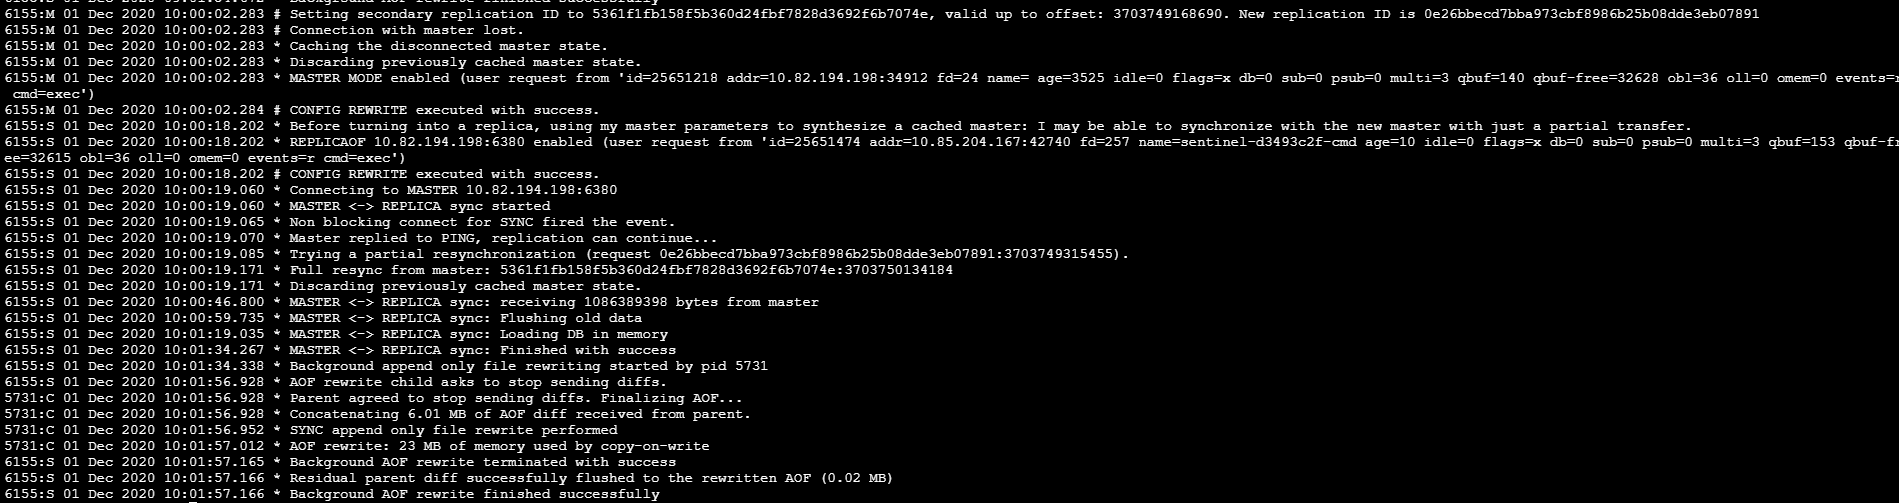 6155:M 01 Dec 2020 10:00:02.283 # Setting secondary replication ID to 5361f1fb158f5b360d24fbf7828d3692f6b7074e, valid up to offset: 3703749168690. New replication ID is 0e26bbecd7bba973cbf8986b25b08dde3eb07891
6155:M 01 Dec 2020 10:00:02.283 # Connection with master lost.
6155:M 01 Dec 2020 10:00:02.283 * Caching the disconnected master state.
6155:M 01 Dec 2020 10:00:02.283 * Discarding previously cached master state.
6155:M 01 Dec 2020 10:00:02.283 * MASTER MODE enabled (user request from 'id=25651218 addr=10.82.194.198:34912 fd=24 name= age=3525 idle=0 flags=x db=0 sub=0 psub=0 multi=3 qbuf=140 qbuf-free=32628 obl=36 oll=0 omem=0 events=r
 cmd=exec')
6155:M 01 Dec 2020 10:00:02.284 # CONFIG REWRITE executed with success.
6155:S 01 Dec 2020 10:00:18.202 * Before turning into a replica, using my master parameters to synthesize a cached master: I may be able to synchronize with the new master with just a partial transfer.
6155:S 01 Dec 2020 10:00:18.202 * REPLICAOF 10.82.194.198:6380 enabled (user request from 'id=25651474 addr=10.85.204.167:42740 fd=257 name=sentinel-d3493c2f-cmd age=10 idle=0 flags=x db=0 sub=0 psub=0 multi=3 qbuf=153 qbuf-fr
ee=32615 obl=36 oll=0 omem=0 events=r cmd=exec')
6155:S 01 Dec 2020 10:00:18.202 # CONFIG REWRITE executed with success.
6155:S 01 Dec 2020 10:00:19.060 * Connecting to MASTER 10.82.194.198:6380
6155:S 01 Dec 2020 10:00:19.060 * MASTER <-> REPLICA sync started
6155:S 01 Dec 2020 10:00:19.065 * Non blocking connect for SYNC fired the event.
6155:S 01 Dec 2020 10:00:19.070 * Master replied to PING, replication can continue...
6155:S 01 Dec 2020 10:00:19.085 * Trying a partial resynchronization (request 0e26bbecd7bba973cbf8986b25b08dde3eb07891:3703749315455).
6155:S 01 Dec 2020 10:00:19.171 * Full resync from master: 5361f1fb158f5b360d24fbf7828d3692f6b7074e:3703750134184
6155:S 01 Dec 2020 10:00:19.171 * Discarding previously cached master state.
6155:S 01 Dec 2020 10:00:46.800 * MASTER <-> REPLICA sync: receiving 1086389398 bytes from master
6155:S 01 Dec 2020 10:00:59.735 * MASTER <-> REPLICA sync: Flushing old data
6155:S 01 Dec 2020 10:01:19.035 * MASTER <-> REPLICA sync: Loading DB in memory
6155:S 01 Dec 2020 10:01:34.267 * MASTER <-> REPLICA sync: Finished with success
6155:S 01 Dec 2020 10:01:34.338 * Background append only file rewriting started by pid 5731
6155:S 01 Dec 2020 10:01:56.928 * AOF rewrite child asks to stop sending diffs.
5731:C 01 Dec 2020 10:01:56.928 * Parent agreed to stop sending diffs. Finalizing AOF...
5731:C 01 Dec 2020 10:01:56.928 * Concatenating 6.01 MB of AOF diff received from parent.
5731:C 01 Dec 2020 10:01:56.952 * SYNC append only file rewrite performed
5731:C 01 Dec 2020 10:01:57.012 * AOF rewrite: 23 MB of memory used by copy-on-write
6155:S 01 Dec 2020 10:01:57.165 * Background AOF rewrite terminated with success
6155:S 01 Dec 2020 10:01:57.166 * Residual parent diff successfully flushed to the rewritten AOF (0.02 MB)
6155:S 01 Dec 2020 10:01:57.166 * Background AOF rewrite finished successfully